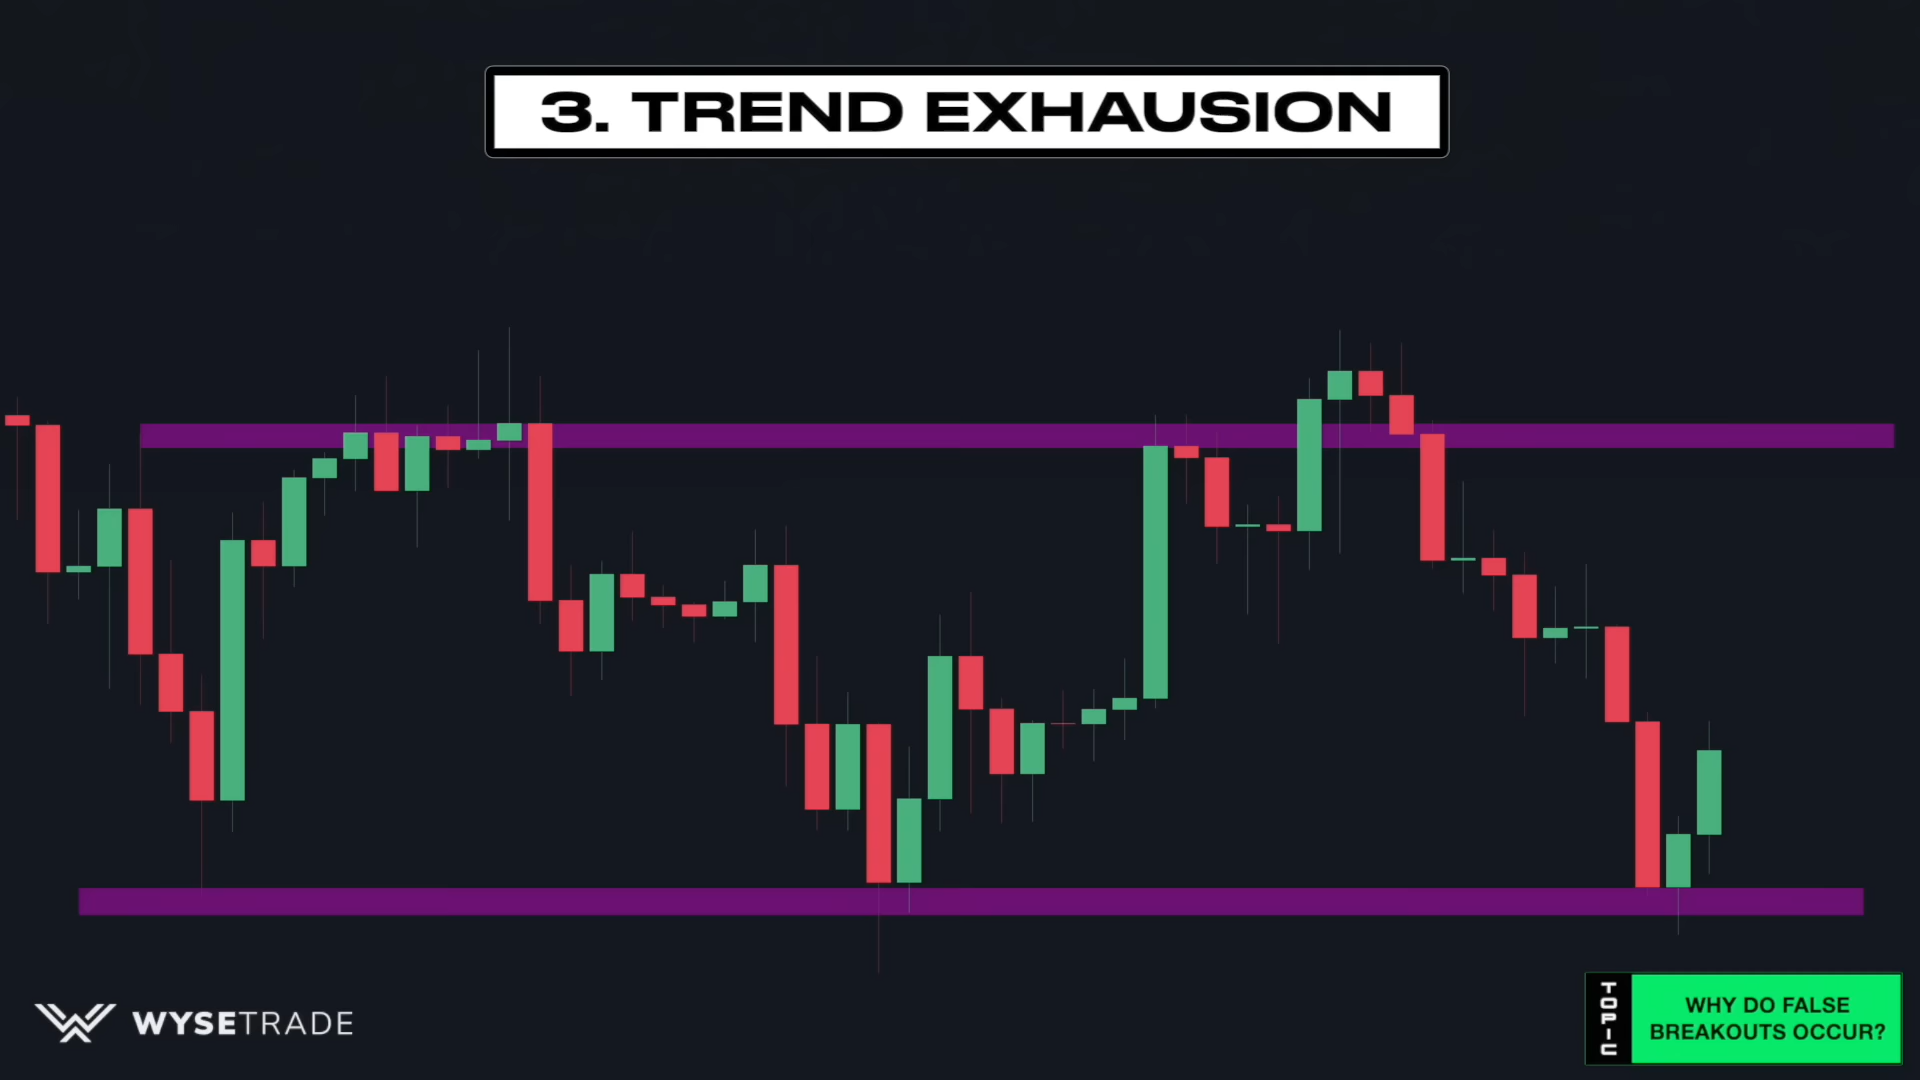 3. TREND EXHAUSION
WYSETRADE
TOPIC
WHY DO FALSE
BREAKOUTS OCCUR?